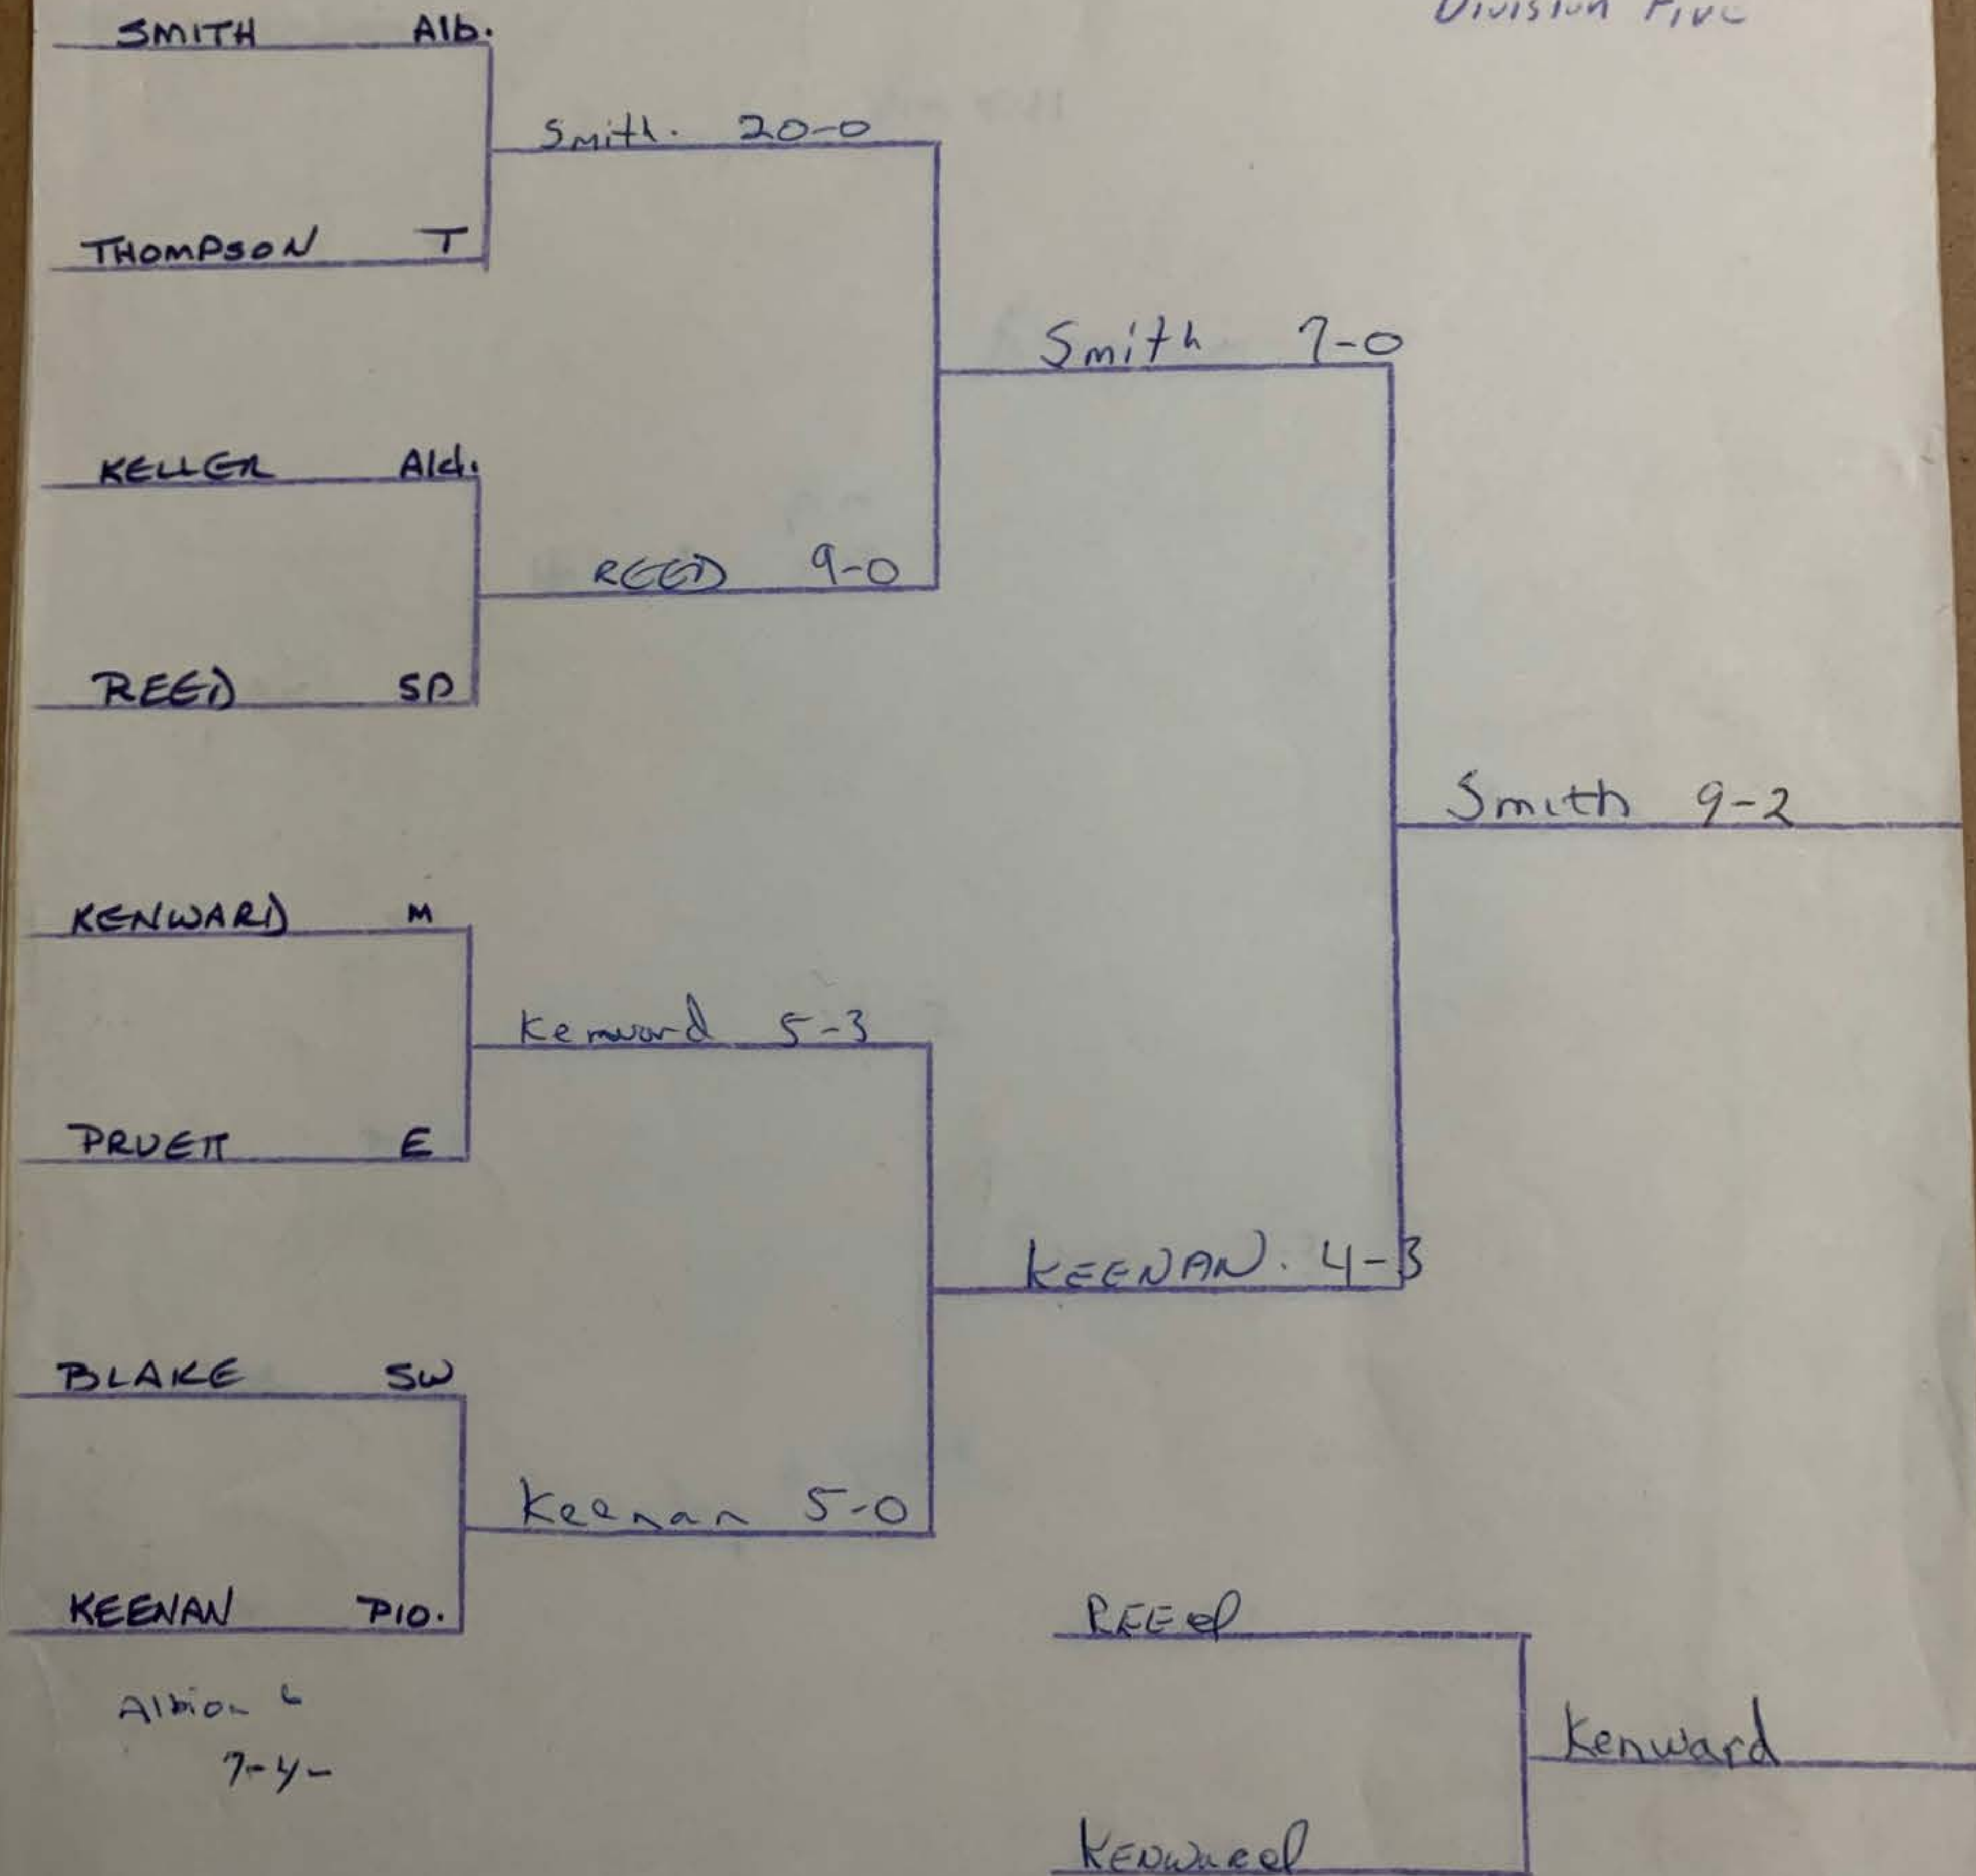 Division Five
SMITH Alb.
Smith. 20-0
THOMPSON T
Smith 7-0
KELLER Ald.
REED 9-0
REED SP
Smith 9-2
KENWARD M
Kenward 5-3
PRUETT E
KEENAN. 4-3
BLAKE SW
Keenan 5-0
KEENAN PIO.
REEd
Albion 6
7-4-
Kenward
KENWaRd